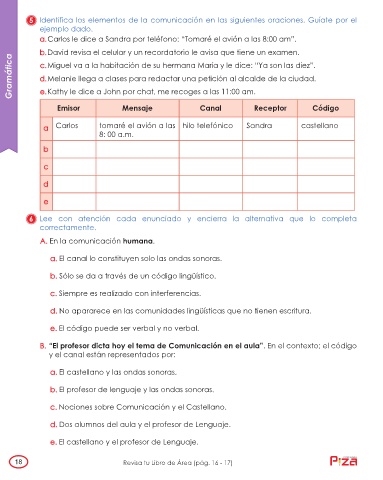 Gramática
5 Identifica los elementos de la comunicación en las siguientes oraciones. Guíate por el
ejemplo dado.
a. Carlos le dice a Sandra por teléfono: “Tomaré el avión a las 8:00 am”.
b. David revisa el celular y un recordatorio le avisa que tiene un examen.
c. Miguel va a la habitación de su hermana María y le dice: “Ya son las diez”.
d. Melanie llega a clases para redactar una petición al alcalde de la ciudad.
e. Kathy le dice a John por chat, me recoges a las 11:00 am.
Emisor Mensaje Canal Receptor Código
a Carlos tomaré el avión a las hilo telefónico Sandra castellano
8: 00 a.m.
b
c
d
e
6 Lee con atención cada enunciado y encierra la alternativa que lo completa
correctamente.
A. En la comunicación humana.
a. El canal lo constituyen solo las ondas sonoras.
b. Sólo se da a través de un código lingüístico.
c. Siempre es realizado con interferencias.
d. No apararece en las comunidades lingüísticas que no tienen escritura.
e. El código puede ser verbal y no verbal.
B. “El profesor dicta hoy el tema de Comunicación en el aula”. En el contexto; el código
y el canal están representados por:
a. El castellano y las ondas sonoras.
b. El profesor de lenguaje y las ondas sonoras.
c. Nociones sobre Comunicación y el Castellano.
d. Dos alumnos del aula y el profesor de Lenguaje.
e. El castellano y el profesor de Lenguaje.
18
Revisa tu Libro de Área (pág. 16 - 17)